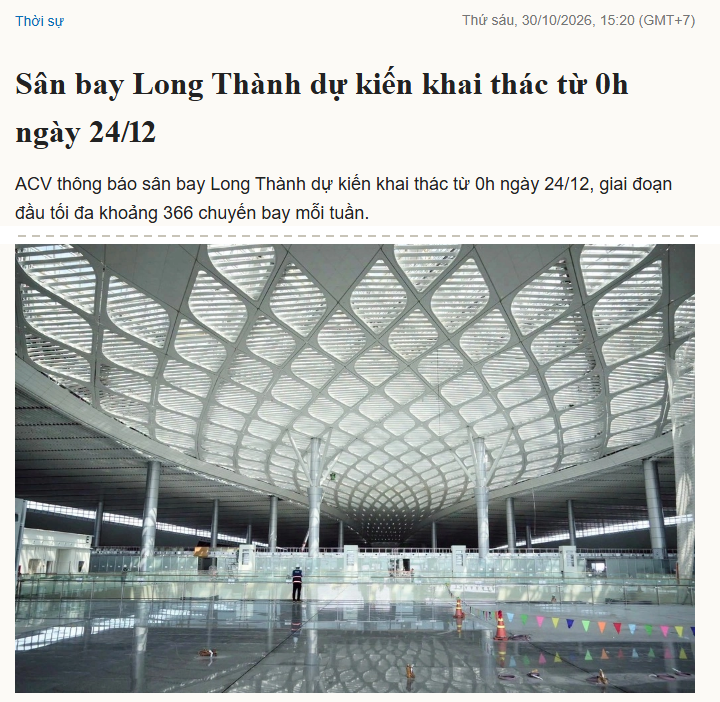 Thời sự
Thứ sáu, 30/10/2026, 15:20 (GMT+7)
Sân bay Long Thành dự kiến khai thác từ 0h
ngày 24/12
ACV thông báo sân bay Long Thành dự kiến khai thác từ 0h ngày 24/12, giai đoạn
đầu tối đa khoảng 366 chuyến bay mỗi tuần.